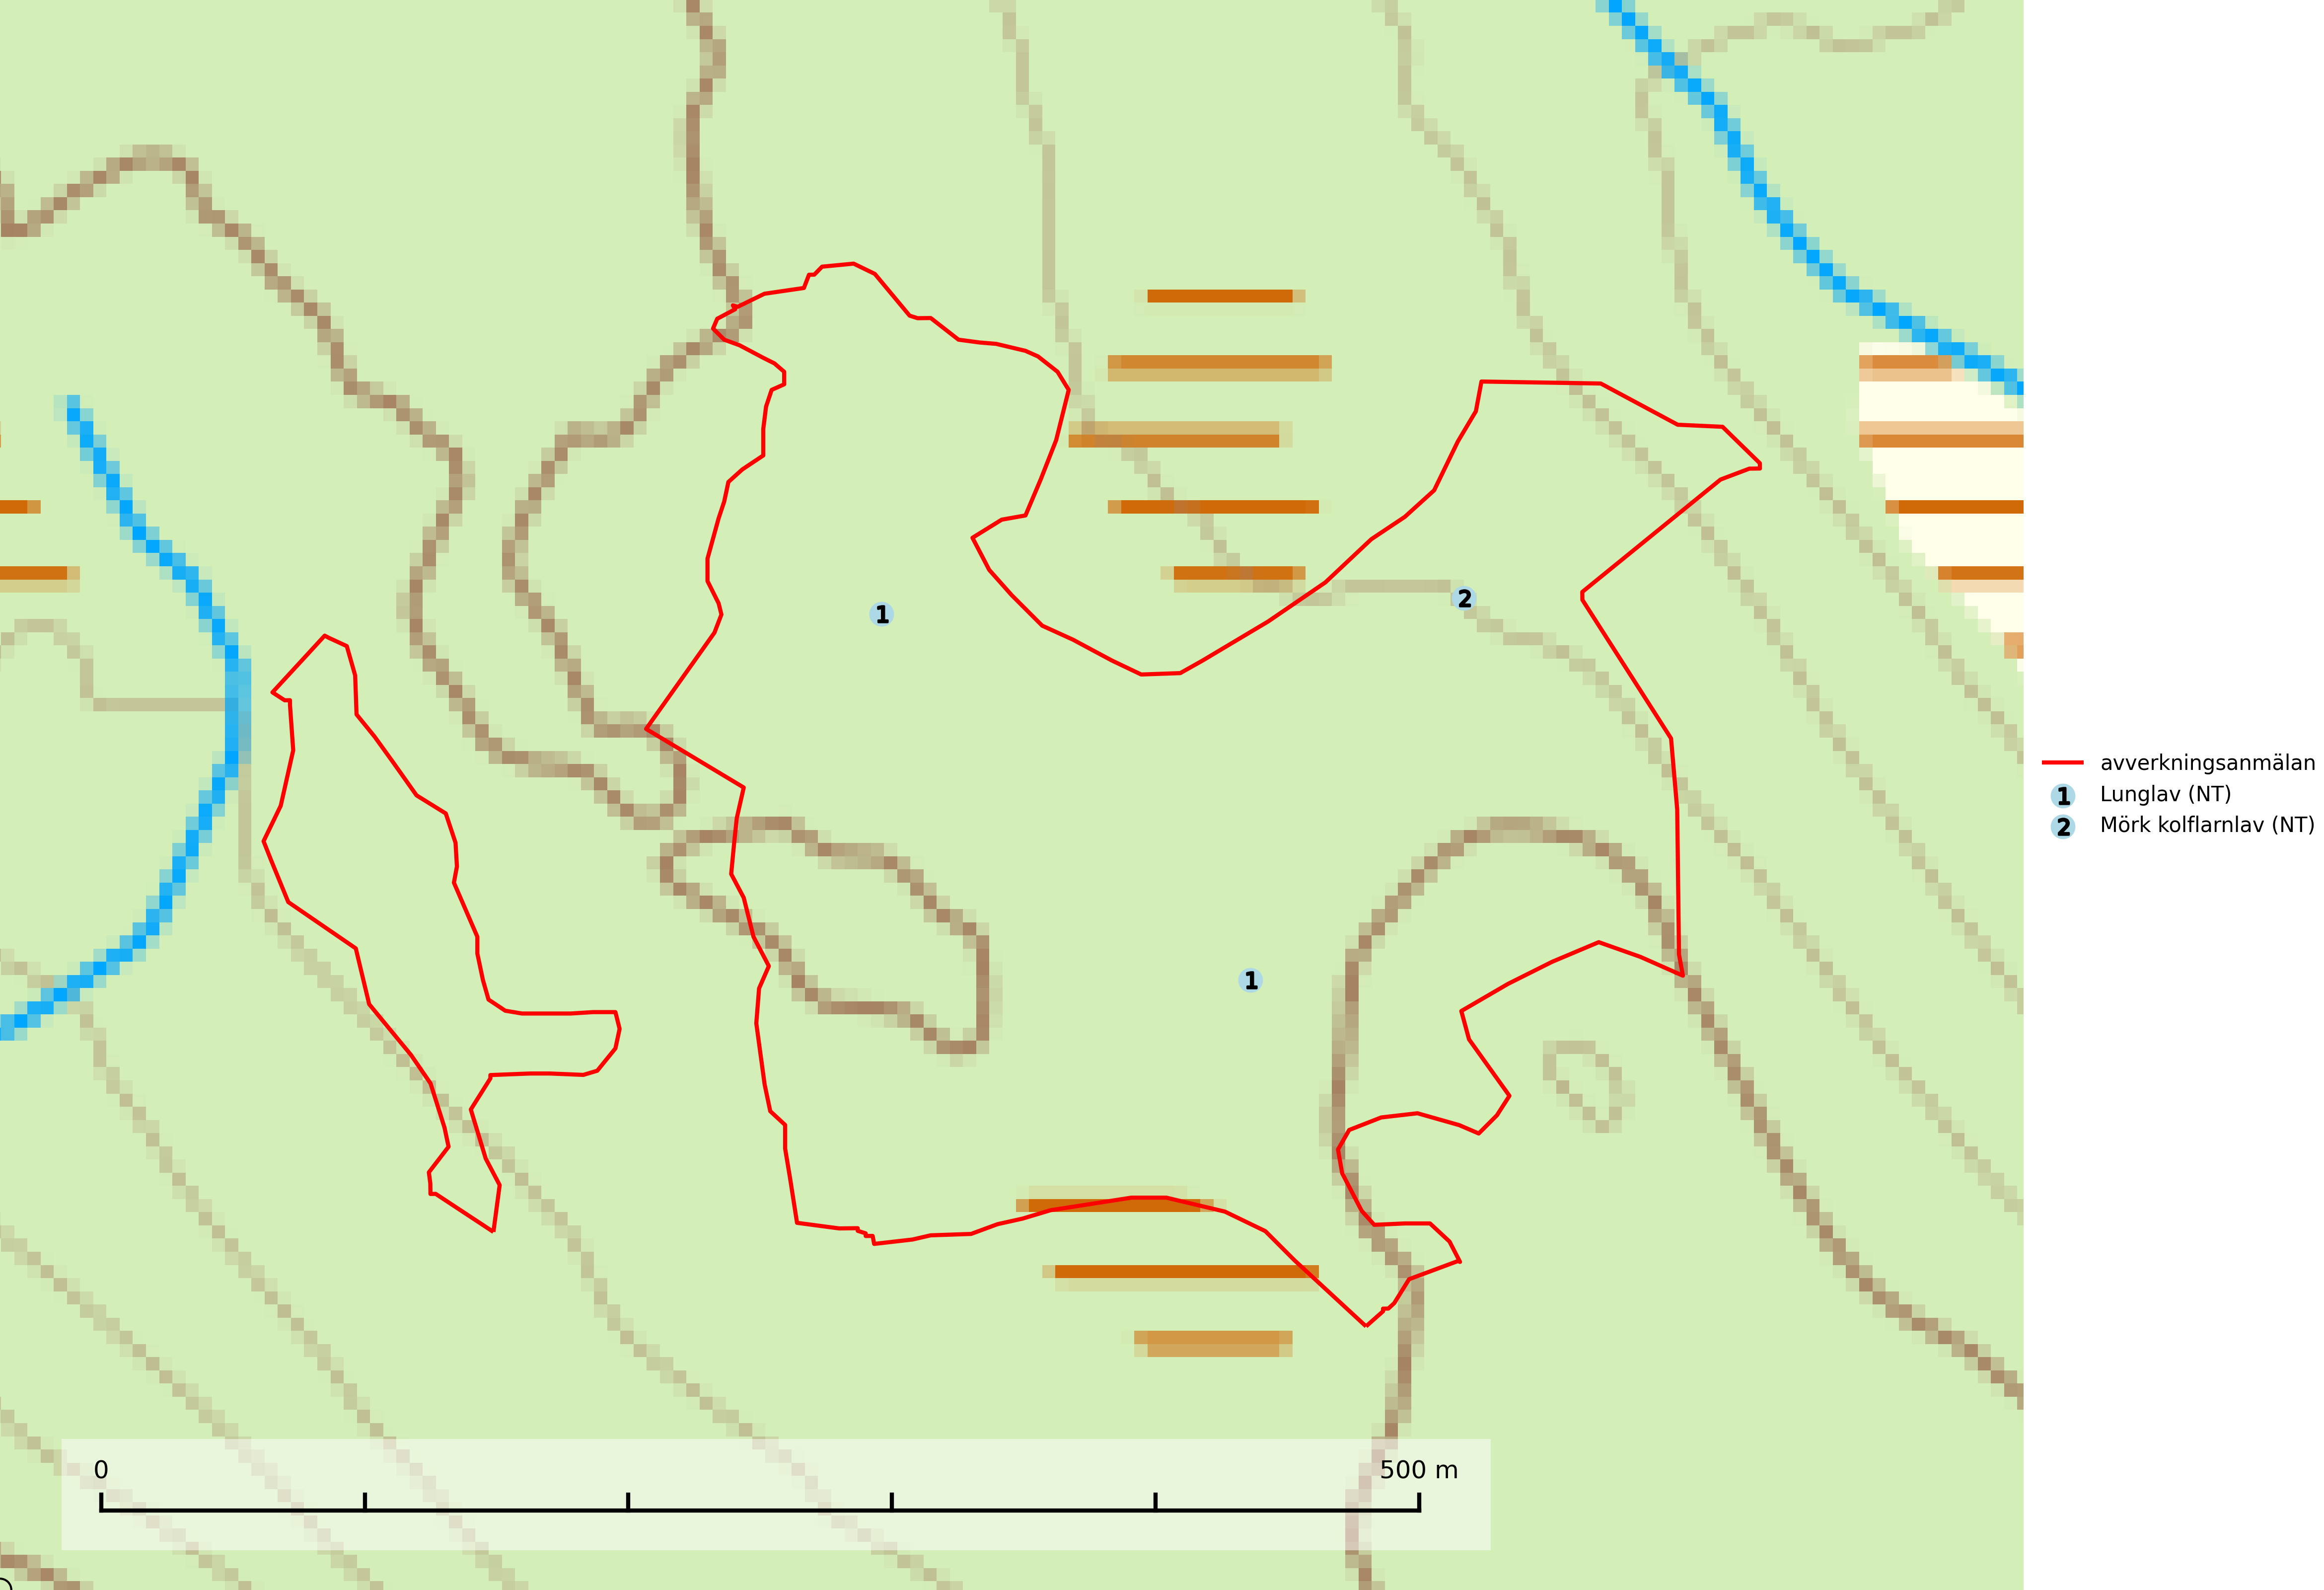 1
2
1
avverkningsanmälan
1 Lunglav (NT)
2 Mörk kolflarnlav (NT)
0 500 m